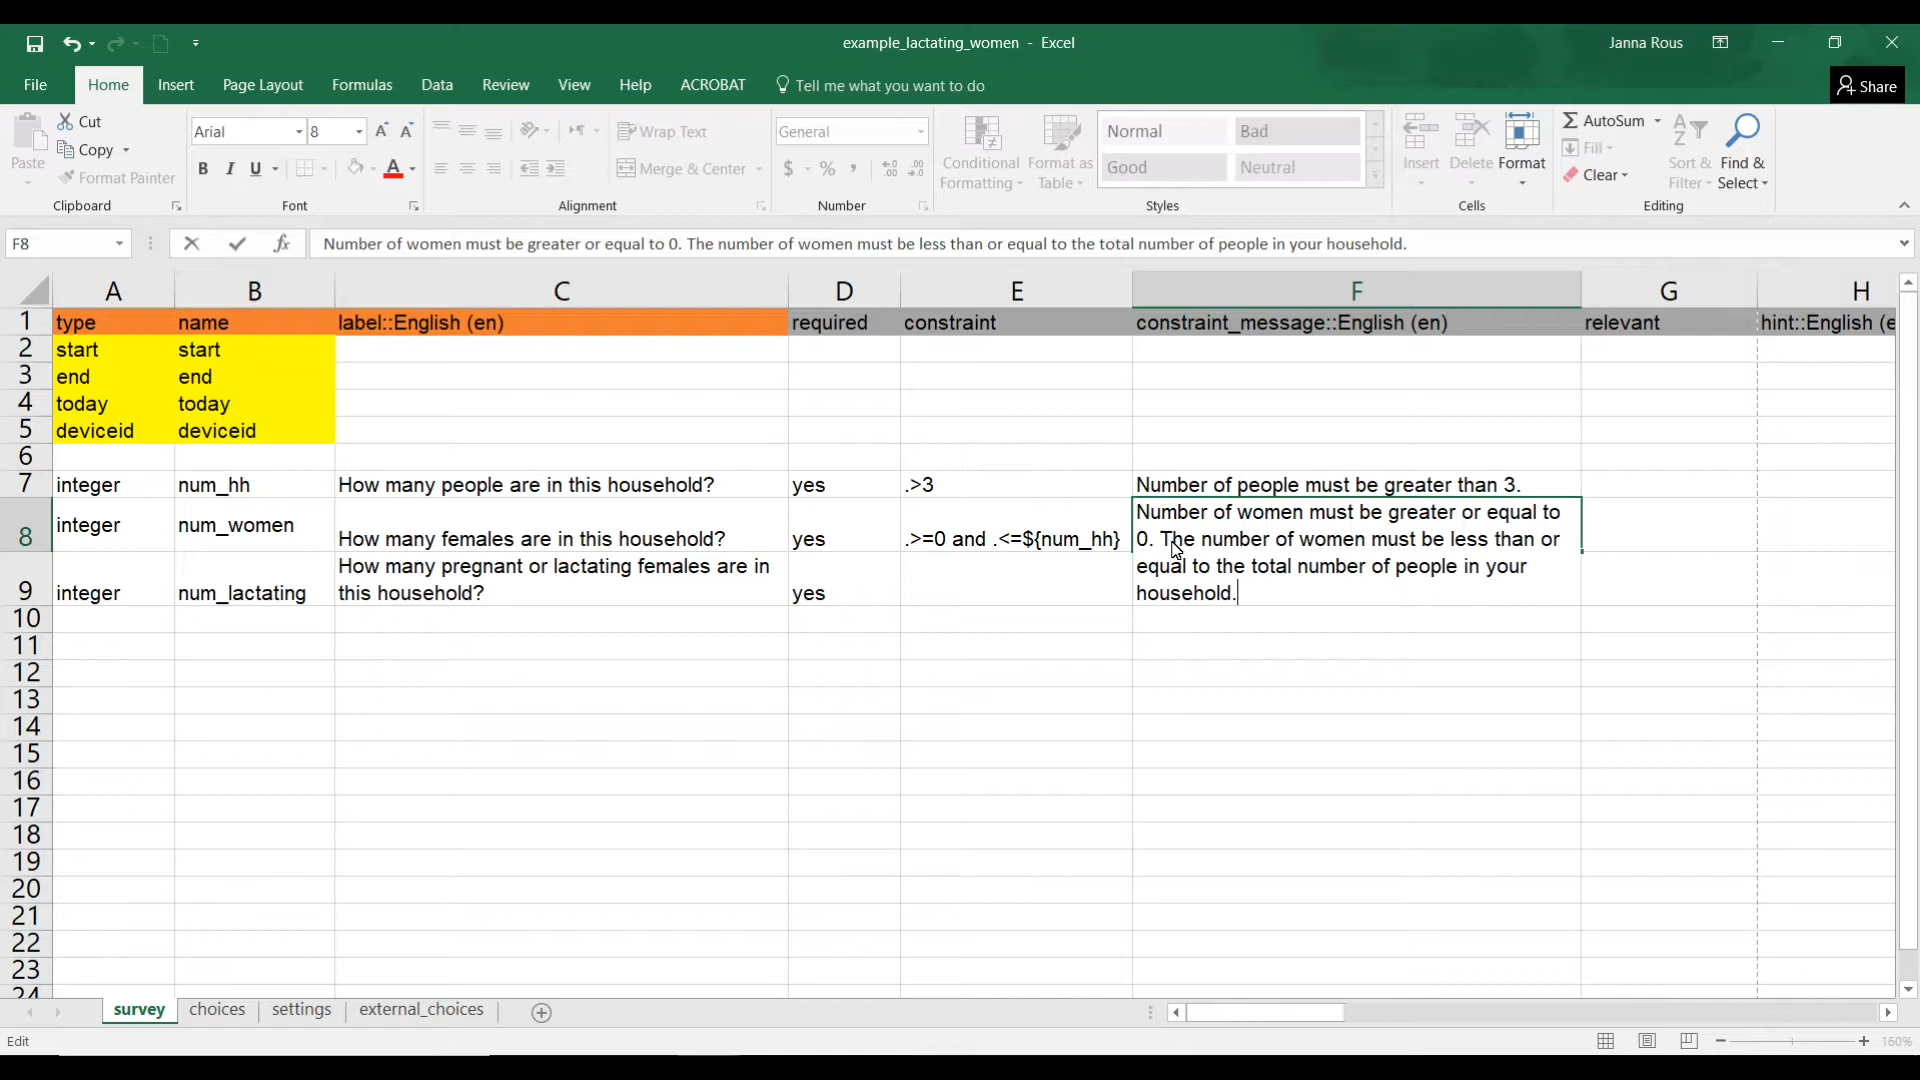 example_lactating_women - Excel
Janna Rous
File Home Insert Page Layout Formulas Data Review View Help ACROBAT Tell me what you want to do
Share
Cut
Copy
Format Painter
Paste
Clipboard
Arial 8
B I U
Font
Wrap Text
Merge & Center
Alignment
General
$ % ,
Number
Conditional Formatting
Format as Table
Normal Bad
Good Neutral
Styles
Insert Delete Format
Cells
AutoSum
Fill
Clear
Sort & Filter
Find & Select
Editing
F8 fx Number of women must be greater or equal to 0. The number of women must be less than or equal to the total number of people in your household.
A B C D E F G H
1 type name label::English (en) required constraint constraint_message::English (en) relevant hint::English (e
2 start start
3 end end
4 today today
5 deviceid deviceid
6
7 integer num_hh How many people are in this household? yes .>3 Number of people must be greater than 3.
8 integer num_women How many females are in this household? yes .>=0 and .<=${num_hh} Number of women must be greater or equal to
0. The number of women must be less than or
equal to the total number of people in your
household.
9 integer num_lactating How many pregnant or lactating females are in
this household? yes
10
11
12
13
14
15
16
17
18
19
20
21
22
23
24
survey choices settings external_choices
Edit
160%